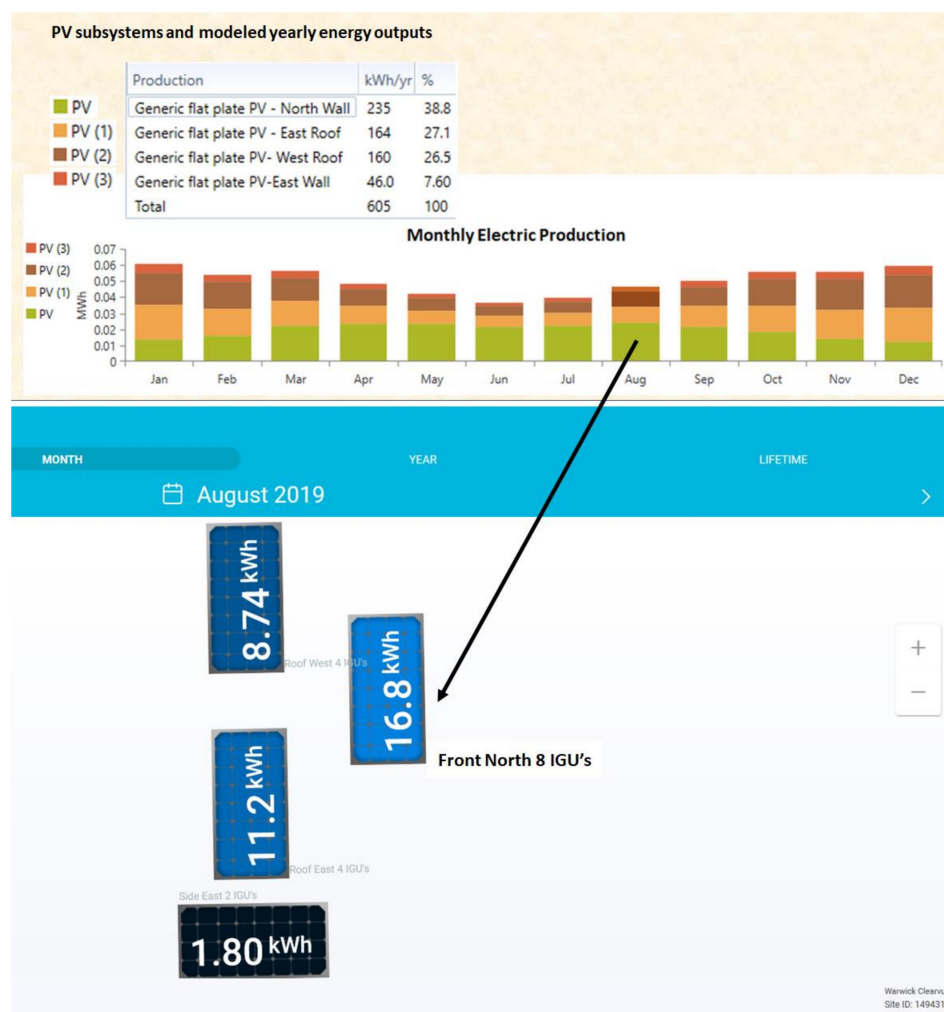 PV subsystems and modeled yearly energy outputs
Production kWh/yr %
PV Generic flat plate PV - North Wall 235 38.8
PV (1) Generic flat plate PV - East Roof 164 27.1
PV (2) Generic flat plate PV- West Roof 160 26.5
PV (3) Generic flat plate PV-East Wall 46.0 7.60
Total 605 100
Monthly Electric Production
PV (3)
PV (2)
PV (1)
PV
MWh
0.07
0.06
0.05
0.04
0.03
0.02
0.01
0
Jan Feb Mar Apr May Jun Jul Aug Sep Oct Nov Dec
MONTH YEAR LIFETIME
August 2019
8.74 kWh
Roof West 4 IGU's
16.8 kWh
Front North 8 IGU's
11.2 kWh
Roof East 4 IGU's
Side East 2 IGU's
1.80 kWh
Warwick Clearvu
Site ID: 149431